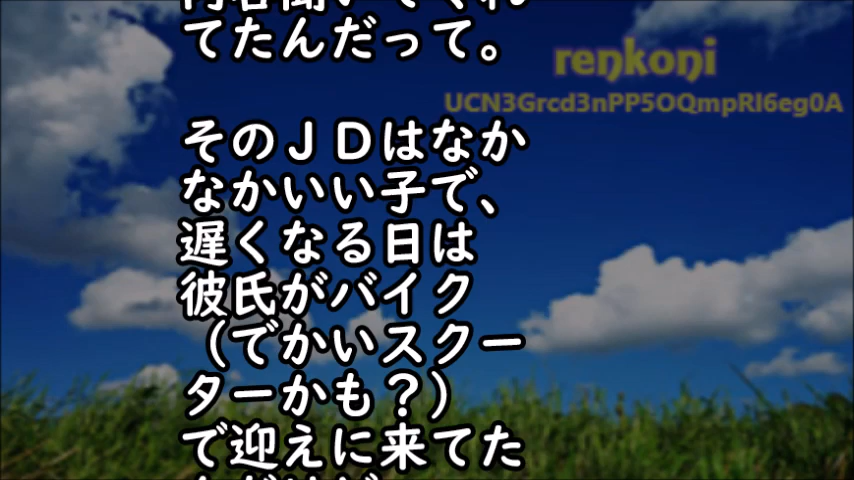 てたんだって。
そのＪＤはなか
なかいい子で、
遅くなる日は
彼氏がバイク
（でかいスクー
ターかも？）
で迎えに来てた
renkoni
UCN3Grcd3nPP5OQmpRl6eg0A